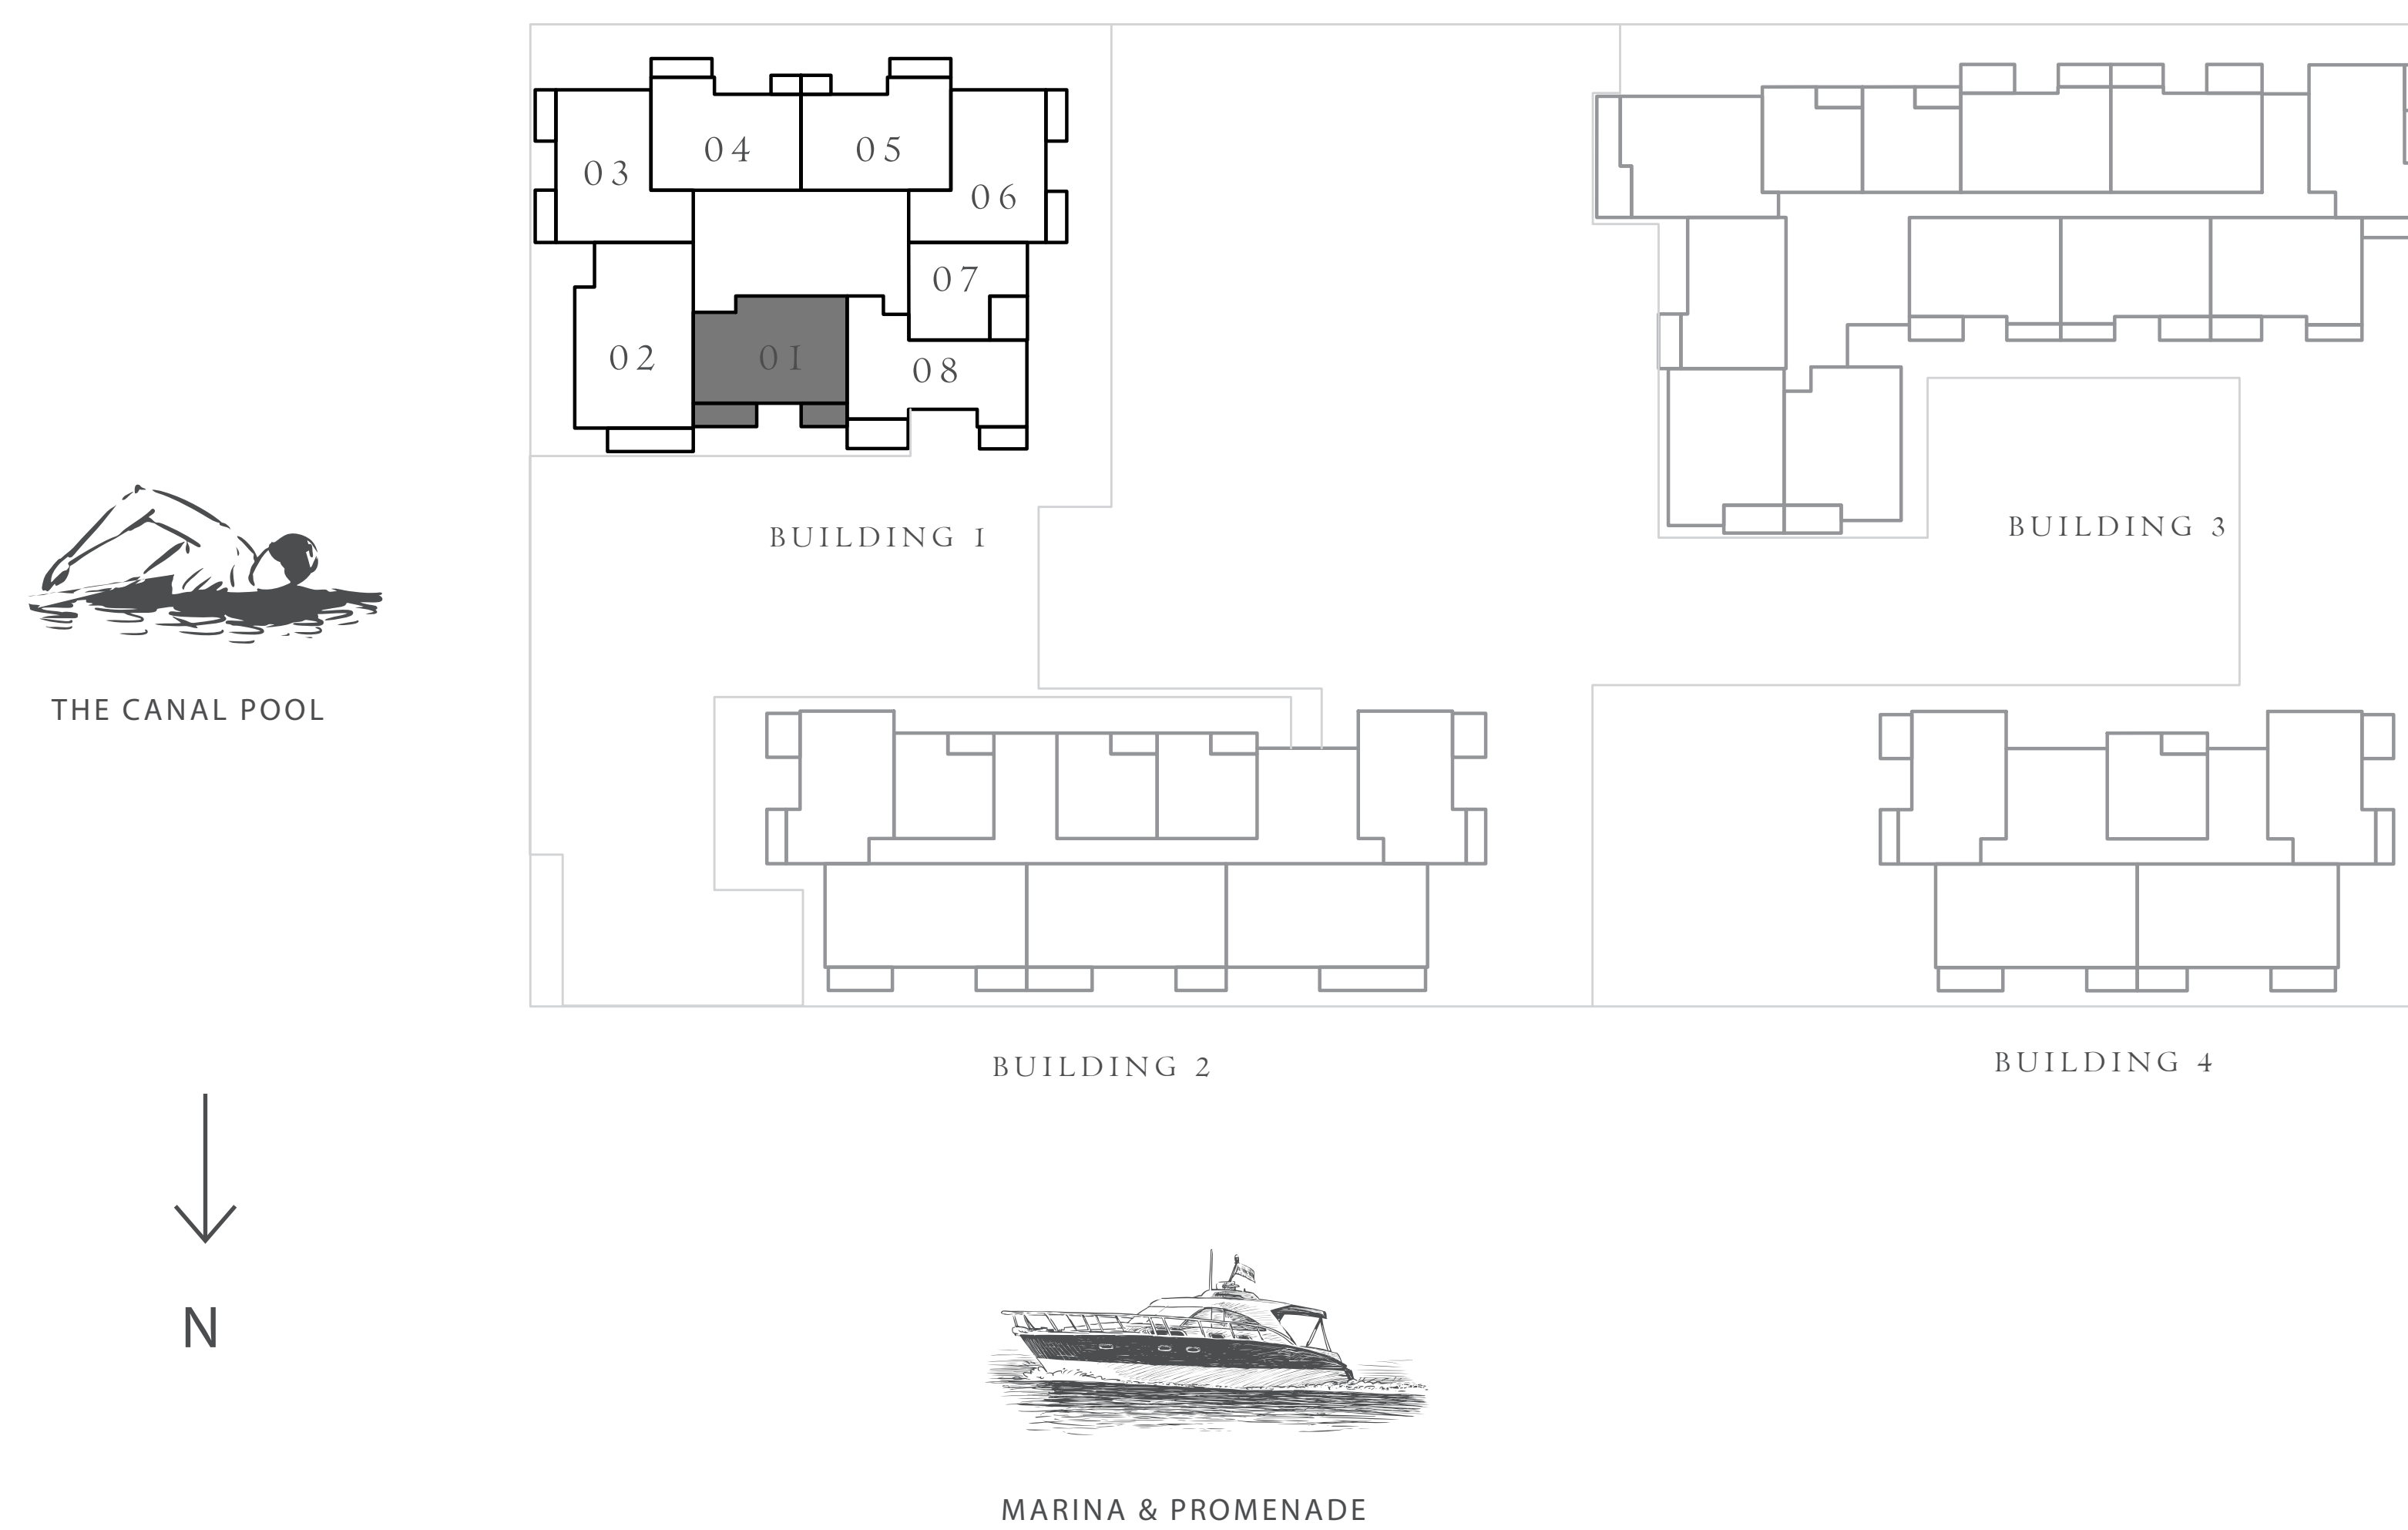 04
05
03
06
07
01
02
08
BUILDING 1
BUILDING 3
THE CANAL POOL
BUILDING 2
BUILDING 4
N
MARINA & PROMENADE